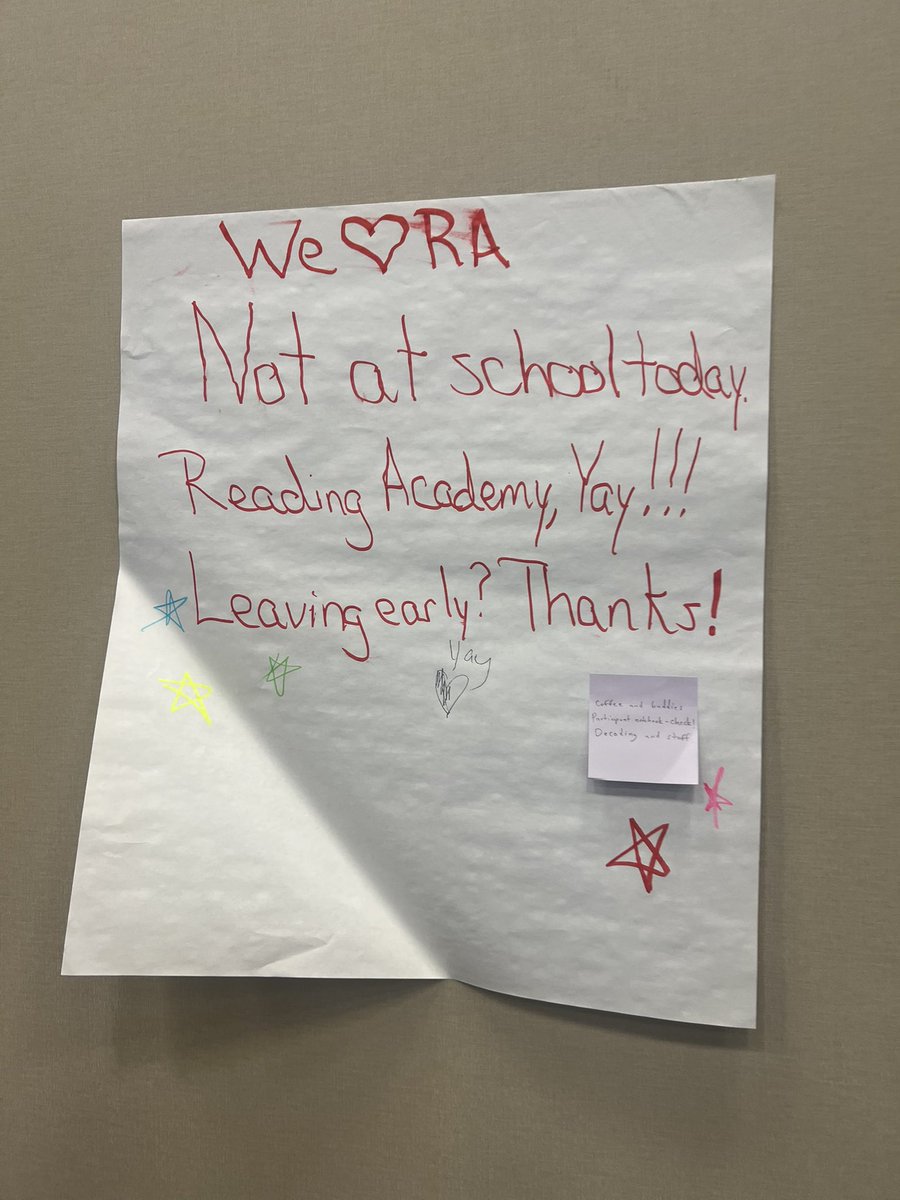 We ♡ RA
Not at school today.
Reading Academy, Yay!!!
Leaving early? Thanks!
Yay
Coffee and buddies
Participant notebook-check!
Decoding and stuff